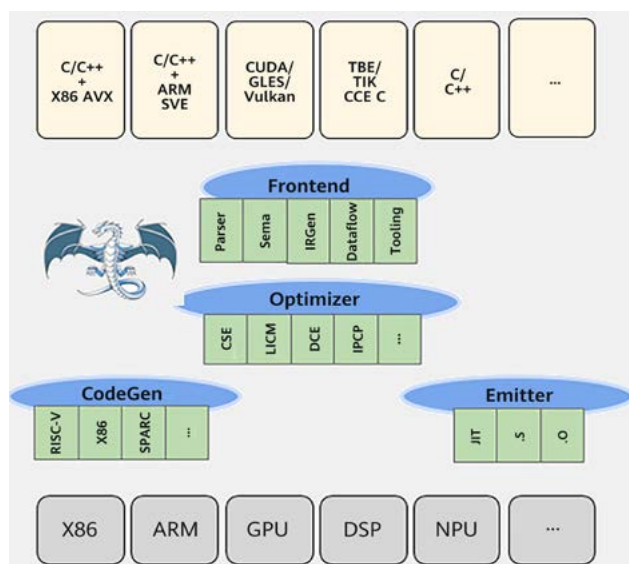 C/C++
+
X86 AVX
C/C++
+
ARM
SVE
CUDA/
GLES/
Vulkan
TBE/
TIK
CCE C
C/
C++
...
Frontend
Parser
Sema
IRGen
Dataflow
Tooling
Optimizer
CSE
LICM
DCE
IPCP
...
CodeGen
RISC-V
X86
SPARC
...
Emitter
JIT
.S
.O
X86
ARM
GPU
DSP
NPU
...